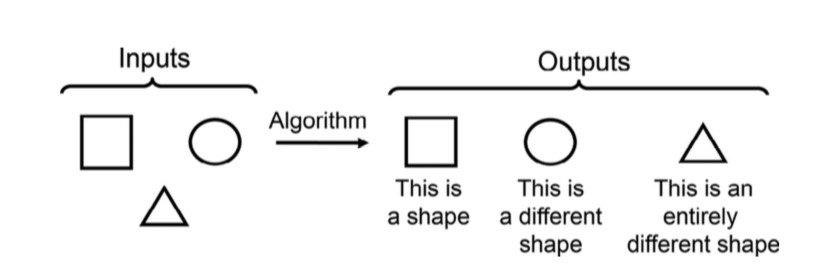 Inputs
Outputs
Algorithm
This is
a shape
This is
a different
shape
This is an
entirely
different shape